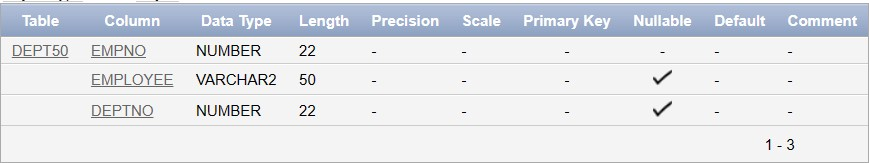 Table Column Data Type Length Precision Scale Primary Key Nullable Default Comment
DEPT50 EMPNO NUMBER 22 - - - - - -
EMPLOYEE VARCHAR2 50 - - - ✓ - -
DEPTNO NUMBER 22 - - - ✓ - -
1 - 3